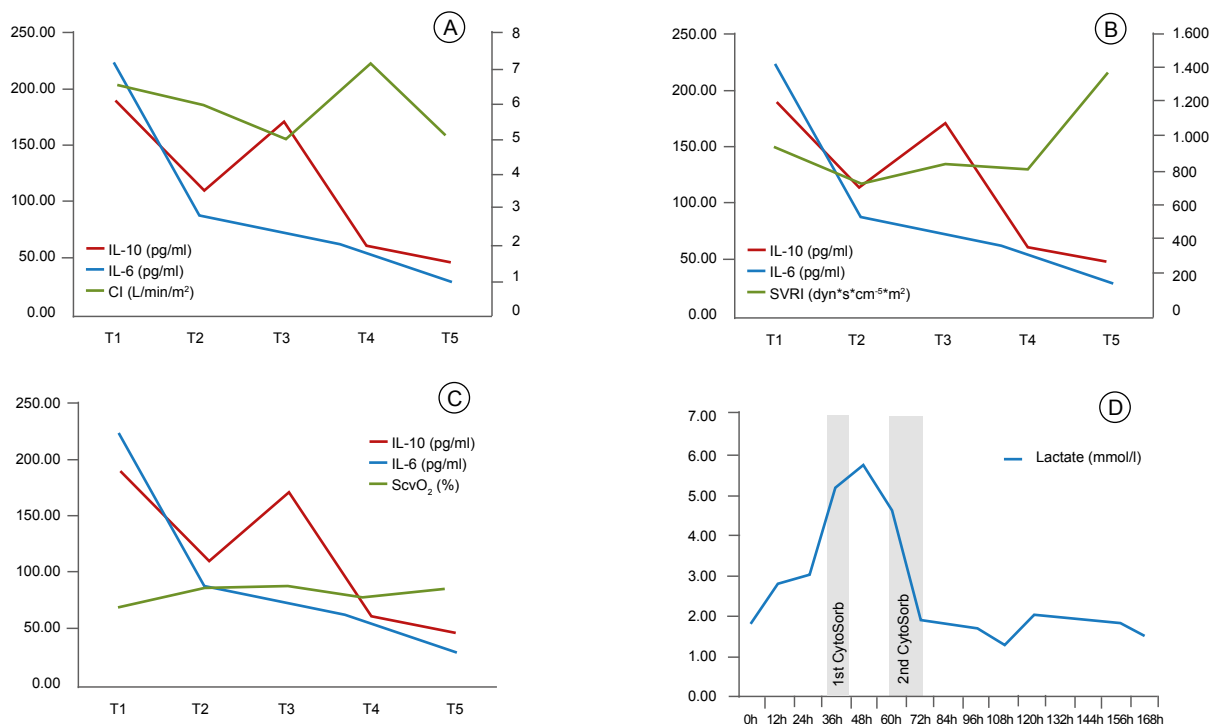 A
250.00
200.00
150.00
100.00
50.00
0.00
8
7
6
5
4
3
2
1
0
IL-10 (pg/ml)
IL-6 (pg/ml)
CI (L/min/m²)
T1 T2 T3 T4 T5
B
250.00
200.00
150.00
100.00
50.00
0.00
1.600
1.400
1.200
1.000
800
600
400
200
0
IL-10 (pg/ml)
IL-6 (pg/ml)
SVRI (dyn*s*cm⁻⁵*m²)
T1 T2 T3 T4 T5
C
250.00
200.00
150.00
100.00
50.00
0.00
IL-10 (pg/ml)
IL-6 (pg/ml)
ScvO₂ (%)
T1 T2 T3 T4 T5
D
7.00
6.00
5.00
4.00
3.00
2.00
1.00
0.00
Lactate (mmol/l)
1st CytoSorb
2nd CytoSorb
0h 12h 24h 36h 48h 60h 72h 84h 96h 108h 120h 132h 144h 156h 168h